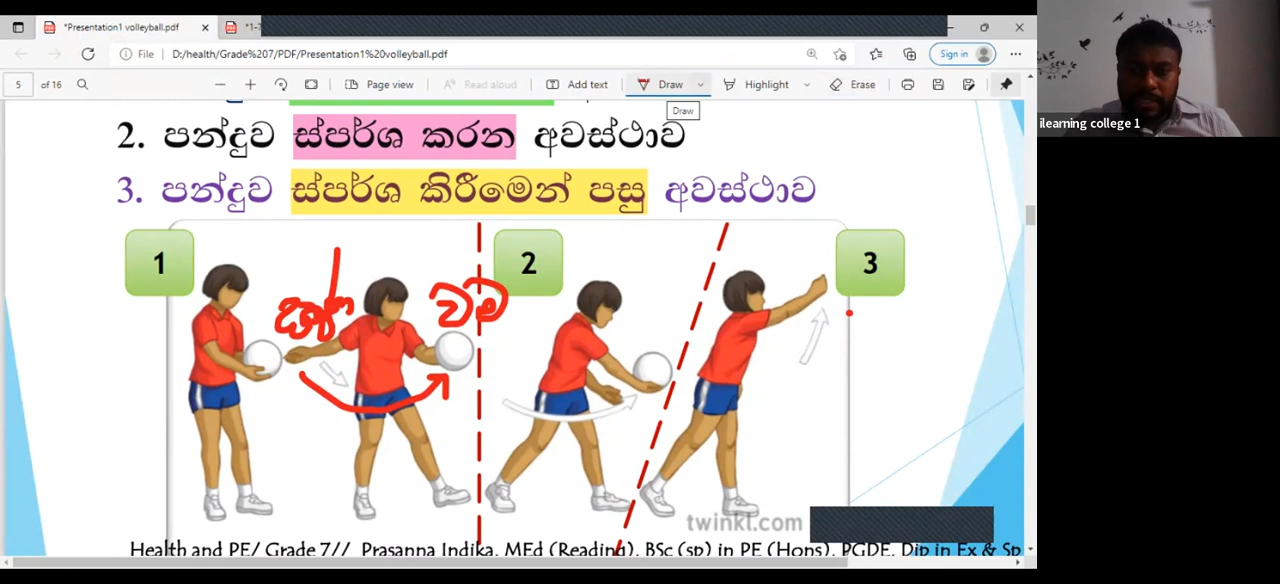 *Presentation1 volleyball.pdf
*1-
File D:/health/Grade%207/PDF/Presentation1%20volleyball.pdf
Sign in
5 of 16
Page view
Read aloud
Add text
Draw
Highlight
Erase
Draw
ilearning college 1
2. පන්දුව ස්පර්ශ කරන අවස්ථාව
3. පන්දුව ස්පර්ශ කිරීමෙන් පසු අවස්ථාව
1
2
3
වම
twinkl.com
Health and PE/ Grade 7// Prasanna Indika, MEd (Reading), BSc (sp) in PE (Hons), PGDE, Dip in Ex & Sp